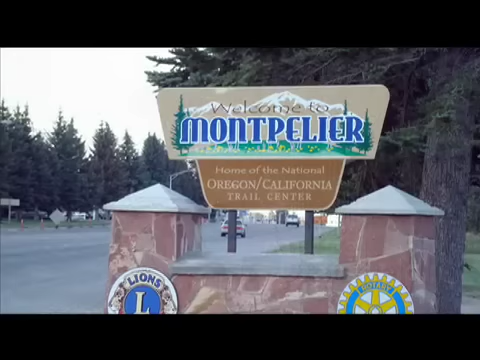 Welcome to
MONTPELIER
Home of the National
OREGON/CALIFORNIA
TRAIL CENTER
LIONS
L
ROTARY